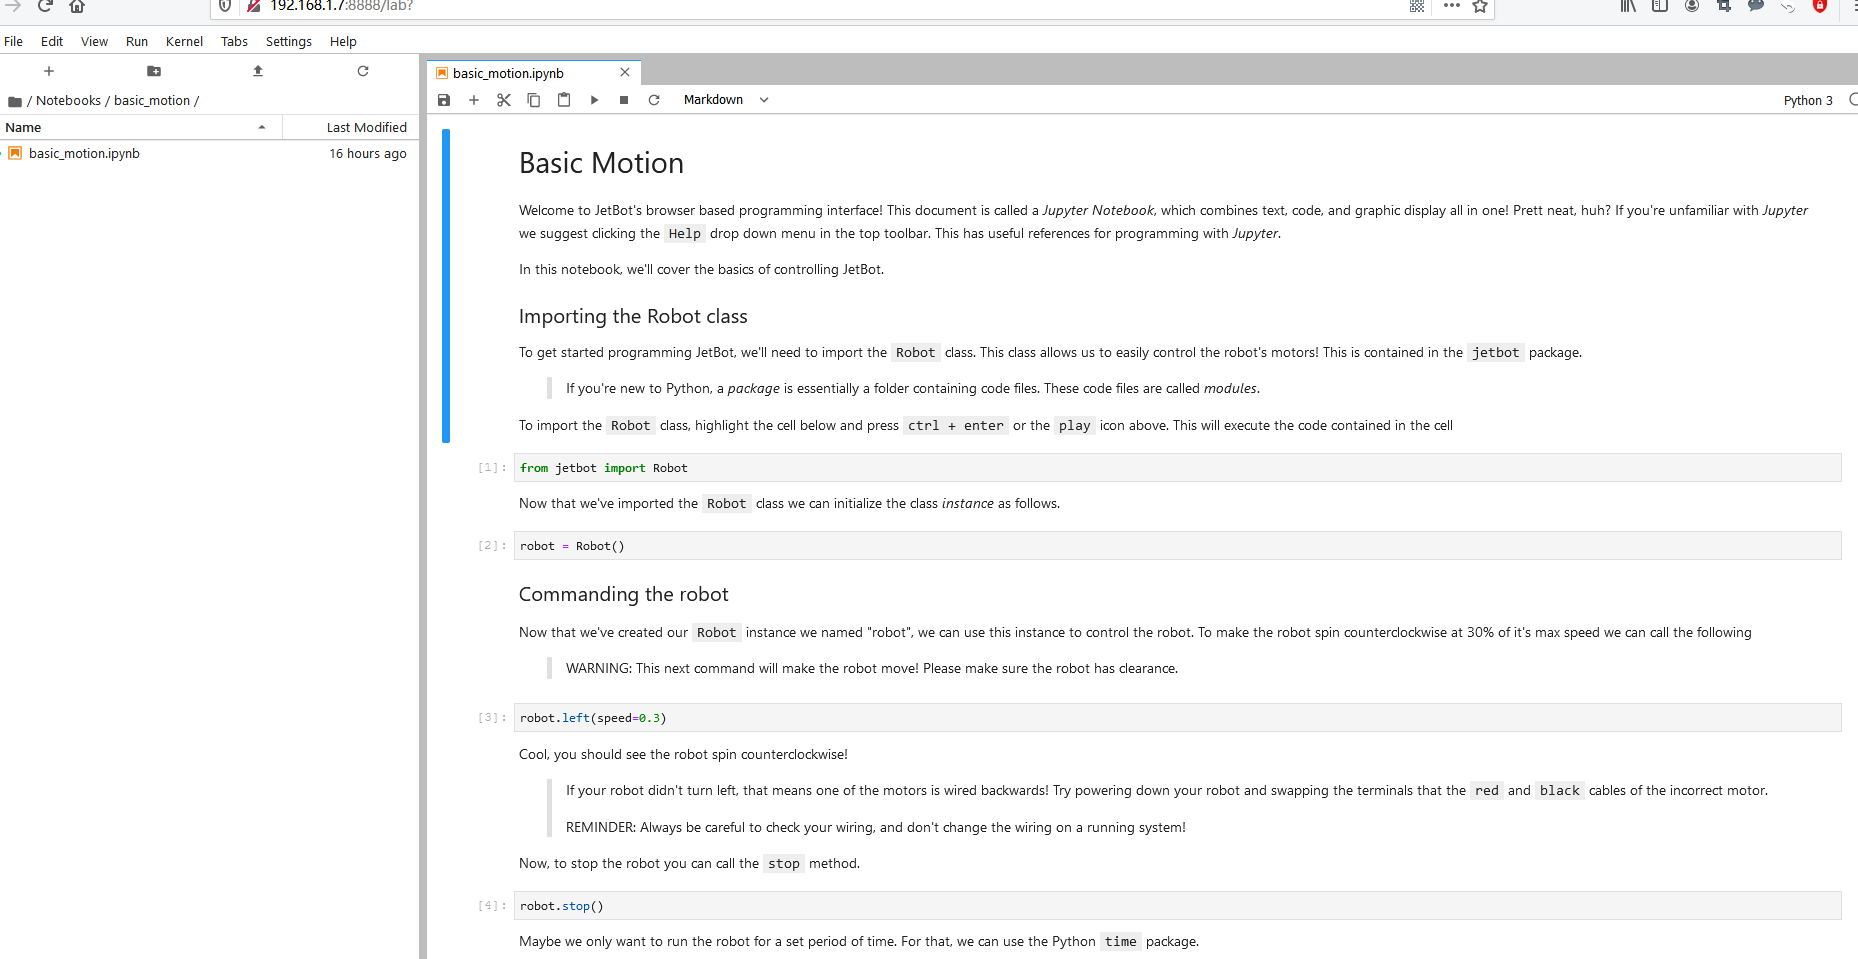 192.168.1.7:8888/lab?
File Edit View Run Kernel Tabs Settings Help
/ Notebooks / basic_motion /
Name Last Modified
basic_motion.ipynb 16 hours ago
basic_motion.ipynb
Markdown
Python 3
Basic Motion
Welcome to JetBot's browser based programming interface! This document is called a Jupyter Notebook, which combines text, code, and graphic display all in one! Prett neat, huh? If you're unfamiliar with Jupyter
we suggest clicking the Help drop down menu in the top toolbar. This has useful references for programming with Jupyter.
In this notebook, we'll cover the basics of controlling JetBot.
Importing the Robot class
To get started programming JetBot, we'll need to import the Robot class. This class allows us to easily control the robot's motors! This is contained in the jetbot package.
If you're new to Python, a package is essentially a folder containing code files. These code files are called modules.
To import the Robot class, highlight the cell below and press ctrl + enter or the play icon above. This will execute the code contained in the cell
[1]: from jetbot import Robot
Now that we've imported the Robot class we can initialize the class instance as follows.
[2]: robot = Robot()
Commanding the robot
Now that we've created our Robot instance we named "robot", we can use this instance to control the robot. To make the robot spin counterclockwise at 30% of it's max speed we can call the following
WARNING: This next command will make the robot move! Please make sure the robot has clearance.
[3]: robot.left(speed=0.3)
Cool, you should see the robot spin counterclockwise!
If your robot didn't turn left, that means one of the motors is wired backwards! Try powering down your robot and swapping the terminals that the red and black cables of the incorrect motor.
REMINDER: Always be careful to check your wiring, and don't change the wiring on a running system!
Now, to stop the robot you can call the stop method.
[4]: robot.stop()
Maybe we only want to run the robot for a set period of time. For that, we can use the Python time package.